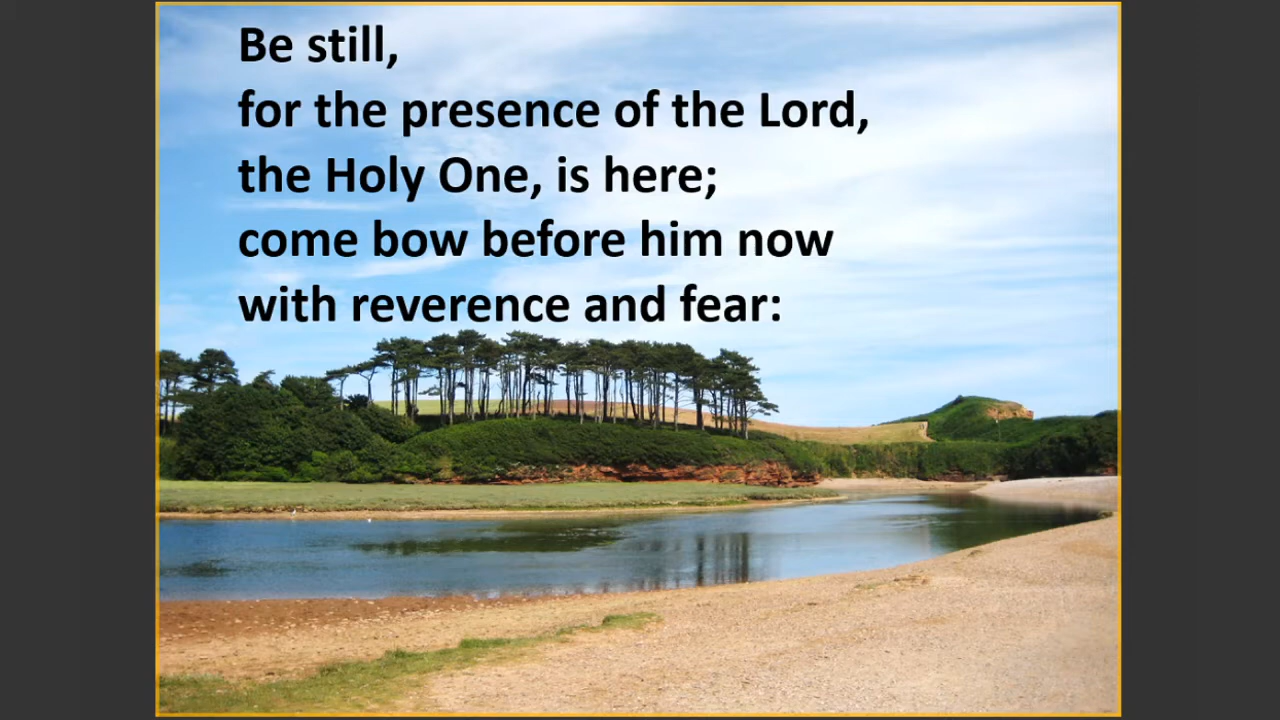 Be still,
for the presence of the Lord,
the Holy One, is here;
come bow before him now
with reverence and fear: